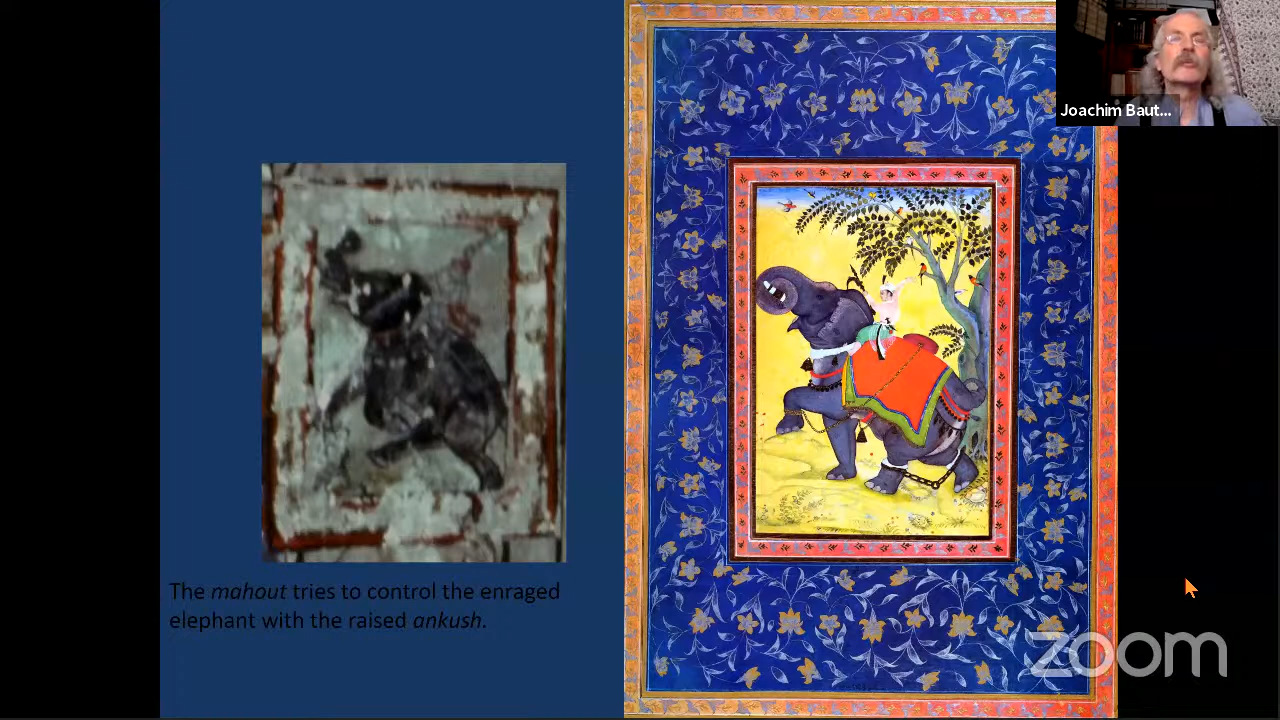 Joachim Baut...
The mahout tries to control the enraged
elephant with the raised ankush.
zoom